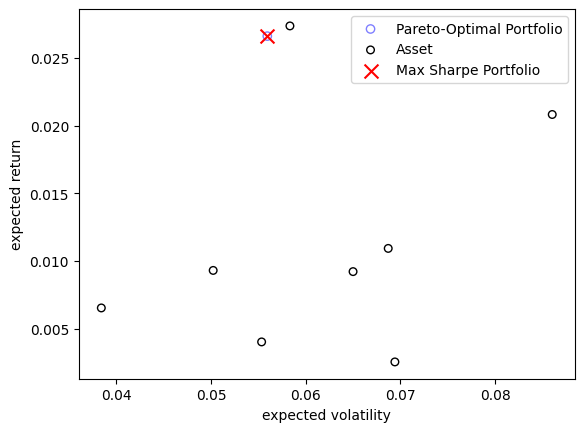 Pareto-Optimal Portfolio
Asset
Max Sharpe Portfolio
0.025
0.020
0.015
0.010
0.005
expected return
0.04 0.05 0.06 0.07 0.08
expected volatility